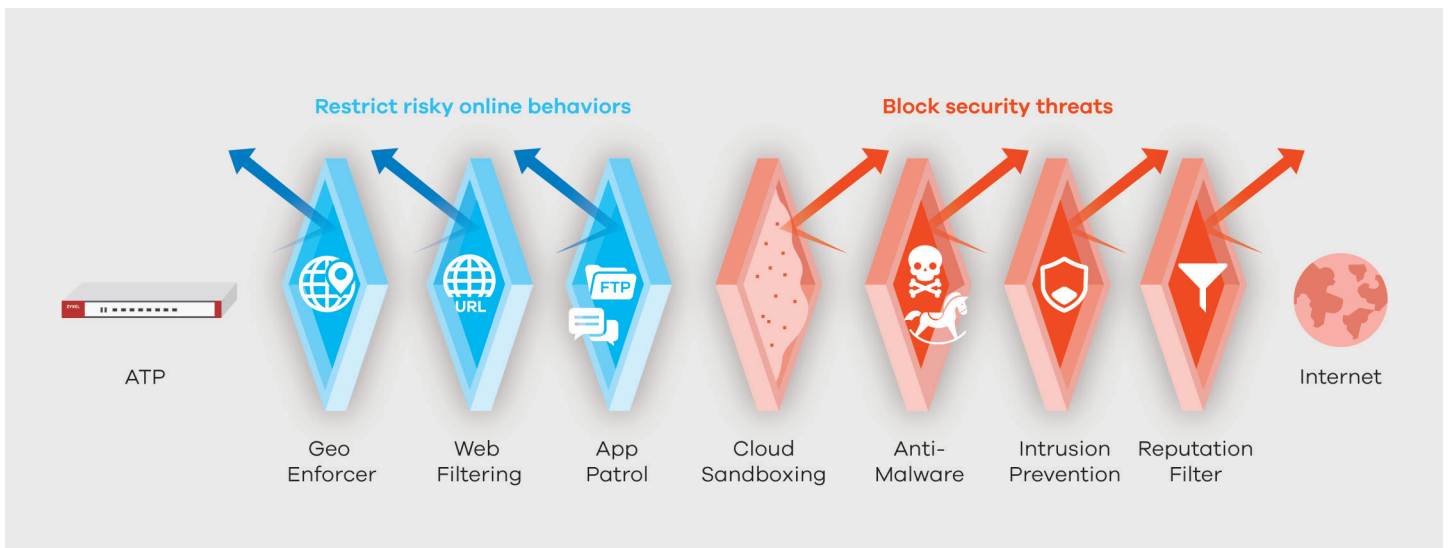 Restrict risky online behaviors
Block security threats
ZYXEL
URL
FTP
ATP
Internet
Geo
Enforcer
Web
Filtering
App
Patrol
Cloud
Sandboxing
Anti-
Malware
Intrusion
Prevention
Reputation
Filter